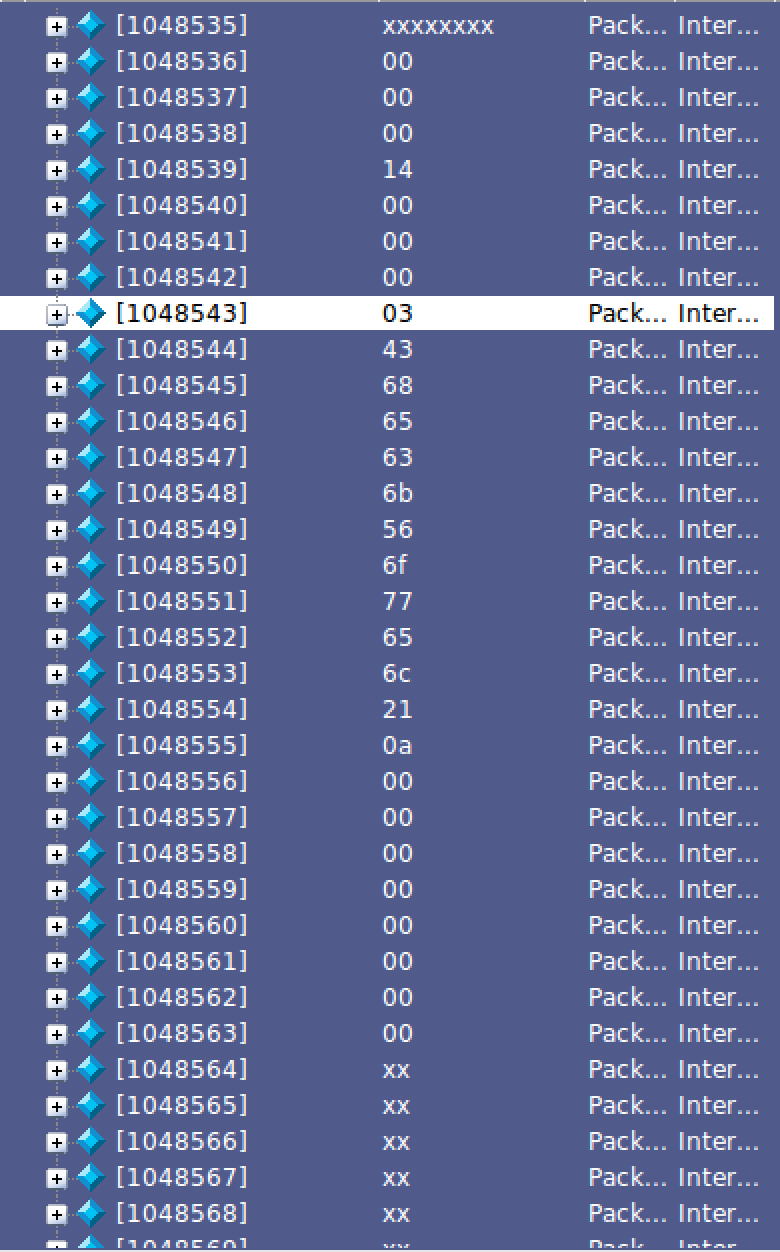 [1048535] xxxxxxxx Pack... Inter...
[1048536] 00 Pack... Inter...
[1048537] 00 Pack... Inter...
[1048538] 00 Pack... Inter...
[1048539] 14 Pack... Inter...
[1048540] 00 Pack... Inter...
[1048541] 00 Pack... Inter...
[1048542] 00 Pack... Inter...
[1048543] 03 Pack... Inter...
[1048544] 43 Pack... Inter...
[1048545] 68 Pack... Inter...
[1048546] 65 Pack... Inter...
[1048547] 63 Pack... Inter...
[1048548] 6b Pack... Inter...
[1048549] 56 Pack... Inter...
[1048550] 6f Pack... Inter...
[1048551] 77 Pack... Inter...
[1048552] 65 Pack... Inter...
[1048553] 6c Pack... Inter...
[1048554] 21 Pack... Inter...
[1048555] 0a Pack... Inter...
[1048556] 00 Pack... Inter...
[1048557] 00 Pack... Inter...
[1048558] 00 Pack... Inter...
[1048559] 00 Pack... Inter...
[1048560] 00 Pack... Inter...
[1048561] 00 Pack... Inter...
[1048562] 00 Pack... Inter...
[1048563] 00 Pack... Inter...
[1048564] xx Pack... Inter...
[1048565] xx Pack... Inter...
[1048566] xx Pack... Inter...
[1048567] xx Pack... Inter...
[1048568] xx Pack... Inter...